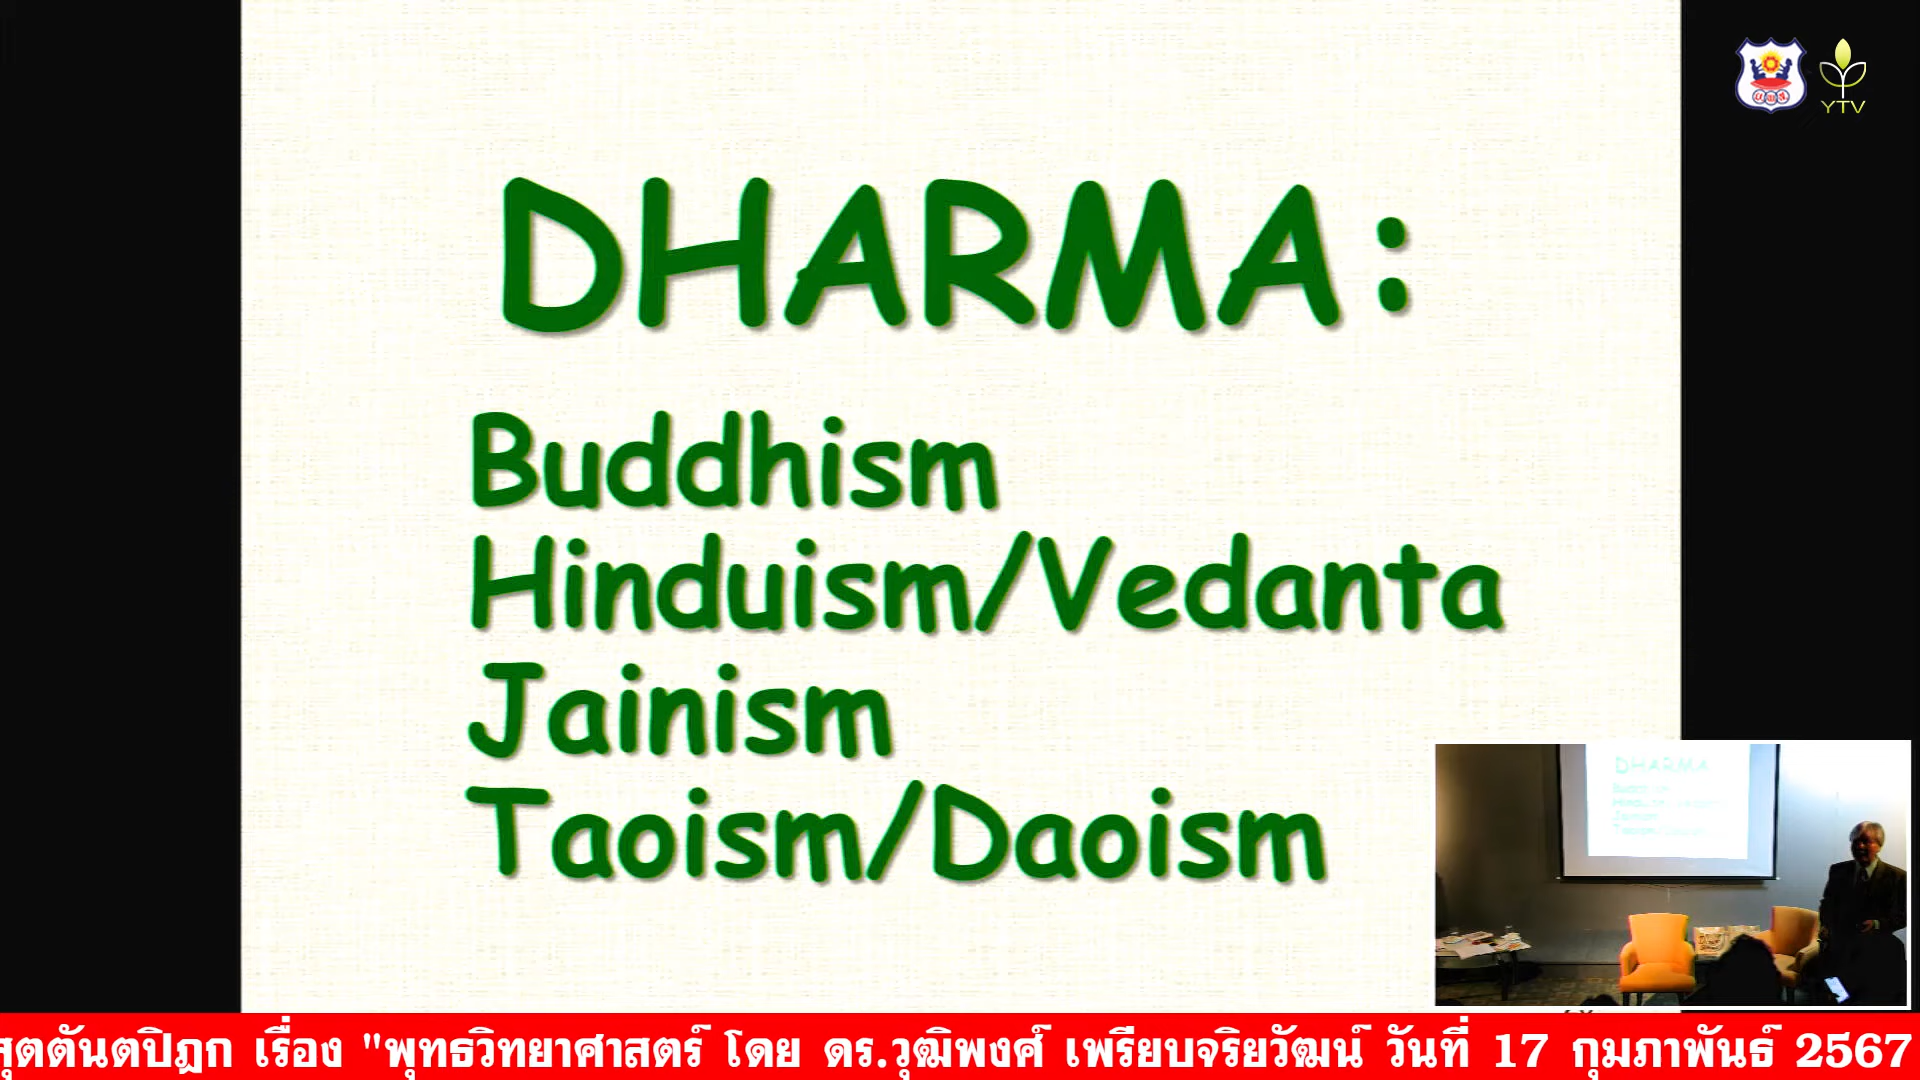 DHARMA:
Buddhism
Hinduism/Vedanta
Jainism
Taoism/Daoism
YTV
DHARMA
สุตตันตปิฎก เรื่อง "พุทธวิทยาศาสตร์ โดย ดร.วุฒิพงศ์ เพรียบจริยวัฒน์ วันที่ 17 กุมภาพันธ์ 2567